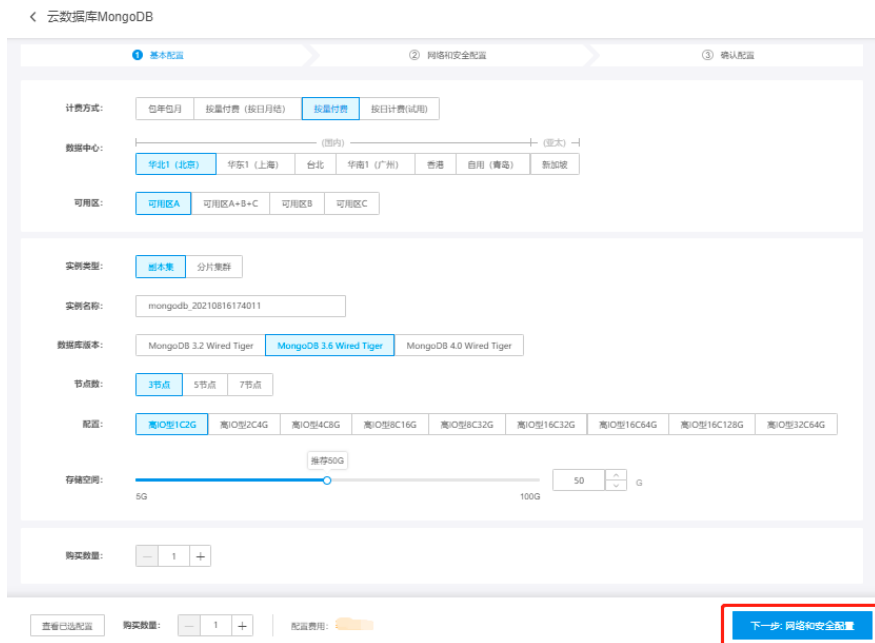 云数据库MongoDB
1 基本配置 2 网络和安全配置 3 确认配置
计费方式: 包年包月 按量付费（按日月结） 按量付费 按日计费(试用)
(国内) (亚太)
数据中心: 华北1（北京） 华东1（上海） 台北 华南1（广州） 香港 自用（青岛） 新加坡
可用区: 可用区A 可用区A+B+C 可用区B 可用区C
实例类型: 副本集 分片集群
实例名称: mongodb_20210816174011
数据库版本: MongoDB 3.2 Wired Tiger MongoDB 3.6 Wired Tiger MongoDB 4.0 Wired Tiger
节点数: 3节点 5节点 7节点
配置: 高IO型1C2G 高IO型2C4G 高IO型4C8G 高IO型8C16G 高IO型8C32G 高IO型16C32G 高IO型16C64G 高IO型16C128G 高IO型32C64G
推荐50G
存储空间: 50 G
5G 100G
购买数量: 1
查看已选配置 购买数量: 1 配置费用: 下一步: 网络和安全配置